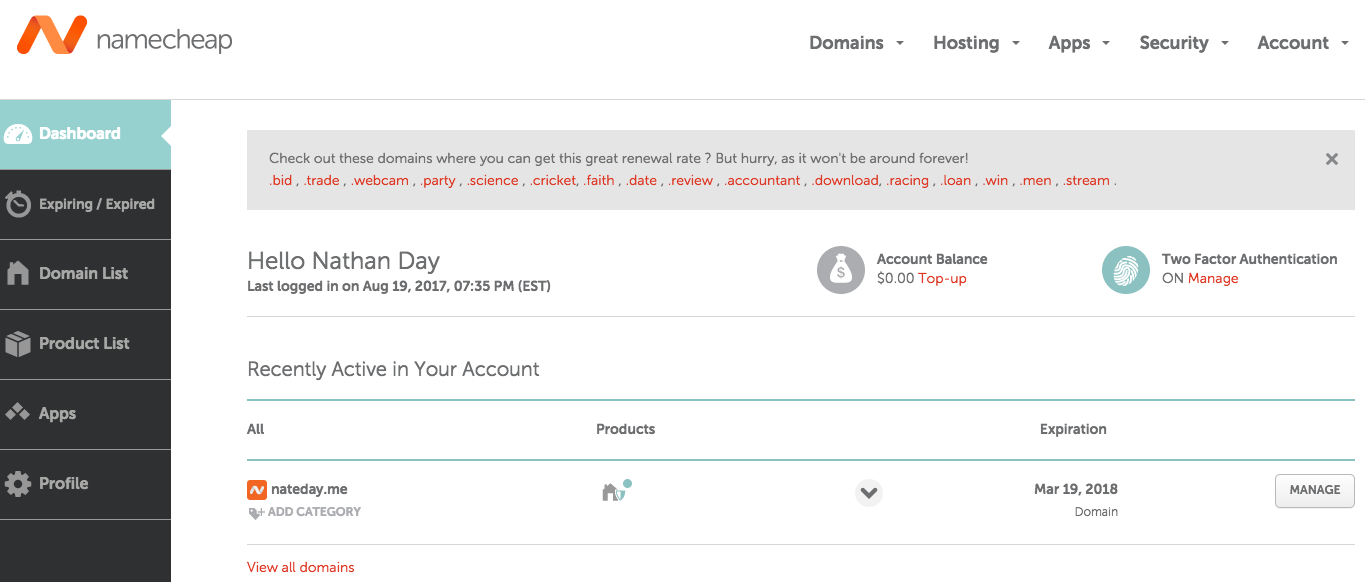 namecheap
Domains
Hosting
Apps
Security
Account
Dashboard
Expiring / Expired
Domain List
Product List
Apps
Profile
Check out these domains where you can get this great renewal rate ? But hurry, as it won't be around forever!
.bid , .trade , .webcam , .party , .science , .cricket, .faith , .date , .review , .accountant , .download, .racing , .loan , .win , .men , .stream .
Hello Nathan Day
Last logged in on Aug 19, 2017, 07:35 PM (EST)
Account Balance
$0.00 Top-up
Two Factor Authentication
ON Manage
Recently Active in Your Account
All Products Expiration
nateday.me Mar 19, 2018 MANAGE
ADD CATEGORY Domain
View all domains